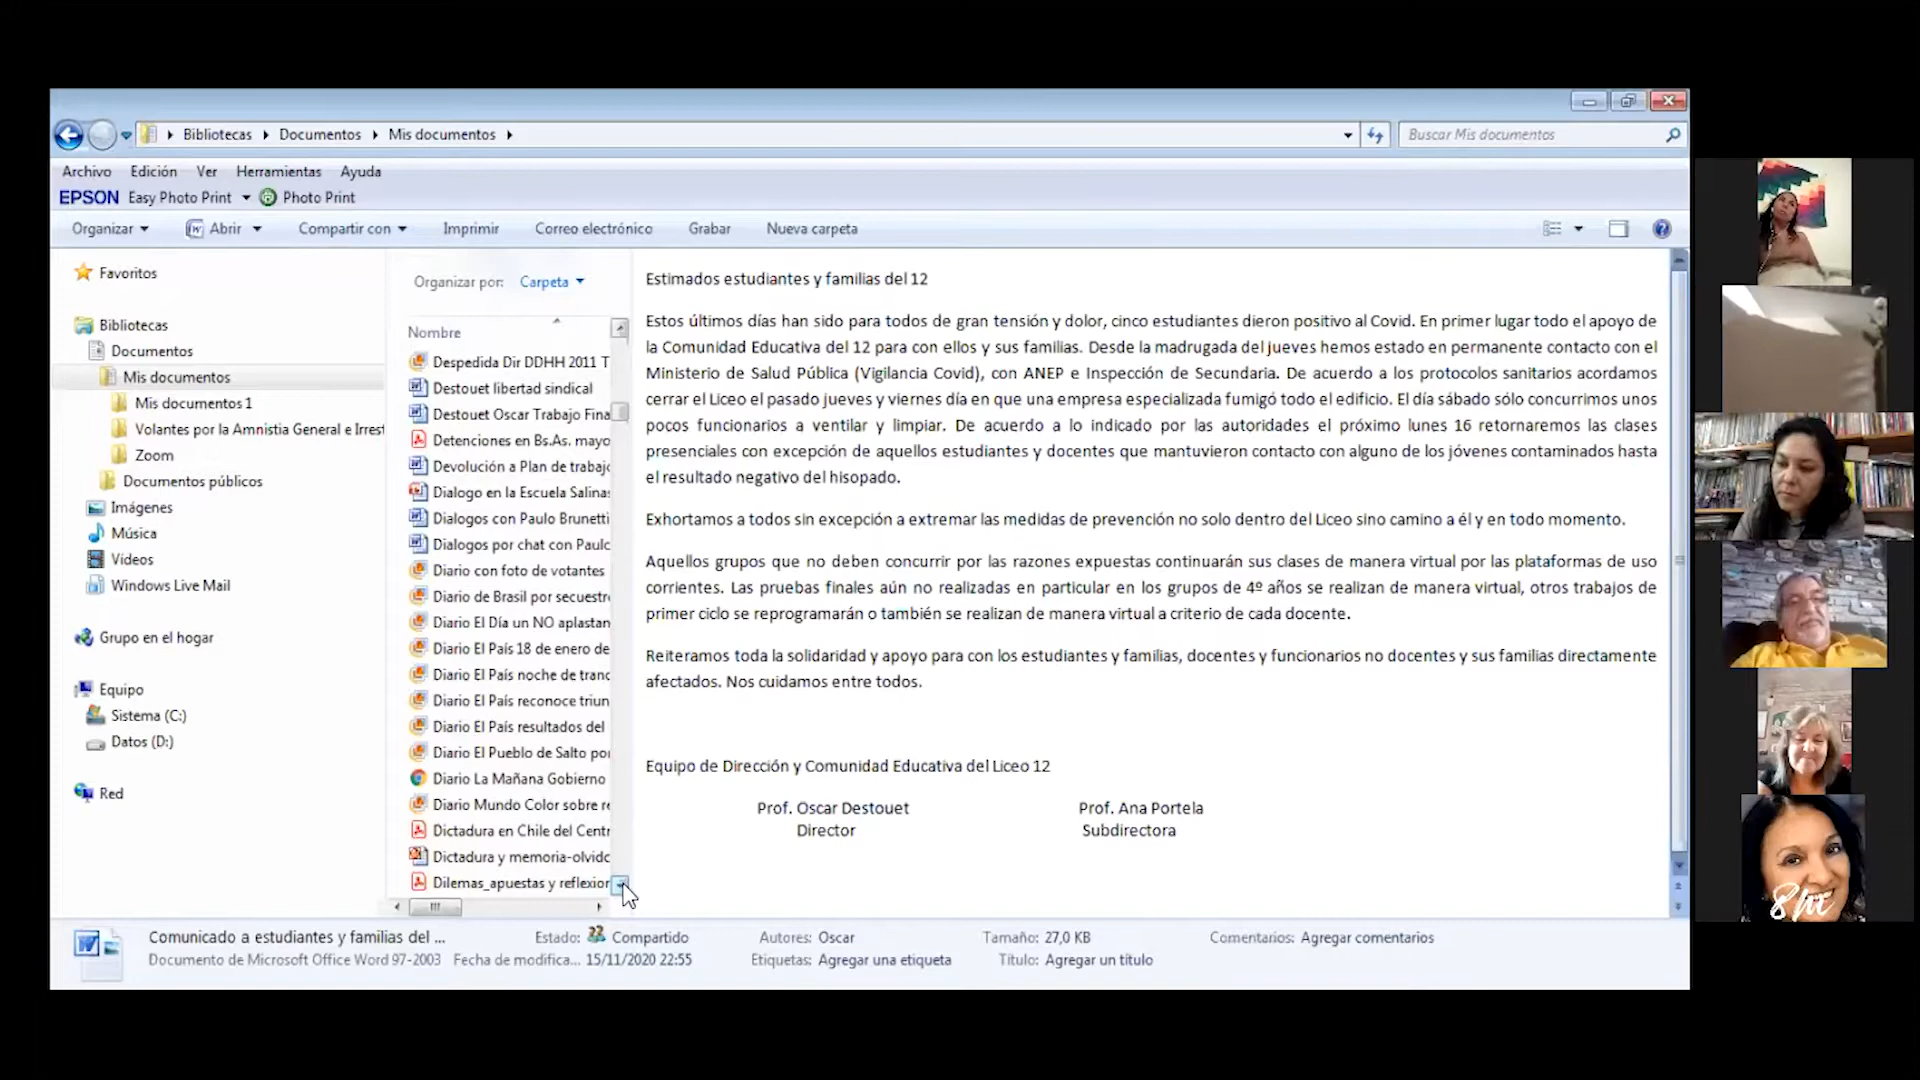 Bibliotecas Documentos Mis documentos
Buscar Mis documentos
Archivo Edición Ver Herramientas Ayuda
EPSON Easy Photo Print Photo Print
Organizar Abrir Compartir con Imprimir Correo electrónico Grabar Nueva carpeta
Favoritos
Bibliotecas
Documentos
Mis documentos
Mis documentos 1
Volantes por la Amnistia General e Irrest
Zoom
Documentos públicos
Imágenes
Música
Vídeos
Windows Live Mail
Grupo en el hogar
Equipo
Sistema (C:)
Datos (D:)
Red
Organizar por: Carpeta
Nombre
Despedida Dir DDHH 2011 T
Destouet libertad sindical
Destouet Oscar Trabajo Fina
Detenciones en Bs.As. mayo
Devolución a Plan de trabajo
Dialogo en la Escuela Salinas
Dialogos con Paulo Brunetti
Dialogos por chat con Paulo
Diario con foto de votantes
Diario de Brasil por secuestro
Diario El Día un NO aplastan
Diario El País 18 de enero de
Diario El País noche de tranc
Diario El País reconoce triun
Diario El País resultados del
Diario El Pueblo de Salto por
Diario La Mañana Gobierno
Diario Mundo Color sobre re
Dictadura en Chile del Centr
Dictadura y memoria-olvido
Dilemas_apuestas y reflexion
Estimados estudiantes y familias del 12
Estos últimos días han sido para todos de gran tensión y dolor, cinco estudiantes dieron positivo al Covid. En primer lugar todo el apoyo de
la Comunidad Educativa del 12 para con ellos y sus familias. Desde la madrugada del jueves hemos estado en permanente contacto con el
Ministerio de Salud Pública (Vigilancia Covid), con ANEP e Inspección de Secundaria. De acuerdo a los protocolos sanitarios acordamos
cerrar el Liceo el pasado jueves y viernes día en que una empresa especializada fumigó todo el edificio. El día sábado sólo concurrimos unos
pocos funcionarios a ventilar y limpiar. De acuerdo a lo indicado por las autoridades el próximo lunes 16 retornaremos las clases
presenciales con excepción de aquellos estudiantes y docentes que mantuvieron contacto con alguno de los jóvenes contaminados hasta
el resultado negativo del hisopado.
Exhortamos a todos sin excepción a extremar las medidas de prevención no solo dentro del Liceo sino camino a él y en todo momento.
Aquellos grupos que no deben concurrir por las razones expuestas continuarán sus clases de manera virtual por las plataformas de uso
corrientes. Las pruebas finales aún no realizadas en particular en los grupos de 4º años se realizan de manera virtual, otros trabajos de
primer ciclo se reprogramarán o también se realizan de manera virtual a criterio de cada docente.
Reiteramos toda la solidaridad y apoyo para con los estudiantes y familias, docentes y funcionarios no docentes y sus familias directamente
afectados. Nos cuidamos entre todos.
Equipo de Dirección y Comunidad Educativa del Liceo 12
Prof. Oscar Destouet Prof. Ana Portela
Director Subdirectora
Comunicado a estudiantes y familias del ... Estado: Compartido Autores: Oscar Tamaño: 27,0 KB Comentarios: Agregar comentarios
Documento de Microsoft Office Word 97-2003 Fecha de modifica... 15/11/2020 22:55 Etiquetas: Agregar una etiqueta Título: Agregar un título
8M